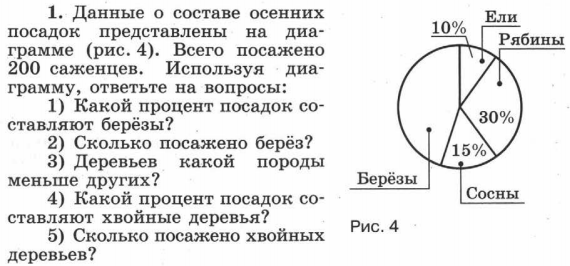 1. Данные о составе осенних
посадок представлены на диа-
грамме (рис. 4). Всего посажено
200 саженцев. Используя диа-
грамму, ответьте на вопросы:
1) Какой процент посадок со-
ставляют берёзы?
2) Сколько посажено берёз?
3) Деревьев какой породы
меньше других?
4) Какой процент посадок со-
ставляют хвойные деревья?
5) Сколько посажено хвойных
деревьев?
Ели
10%
Рябины
30%
15%
Берёзы
Сосны
Рис. 4